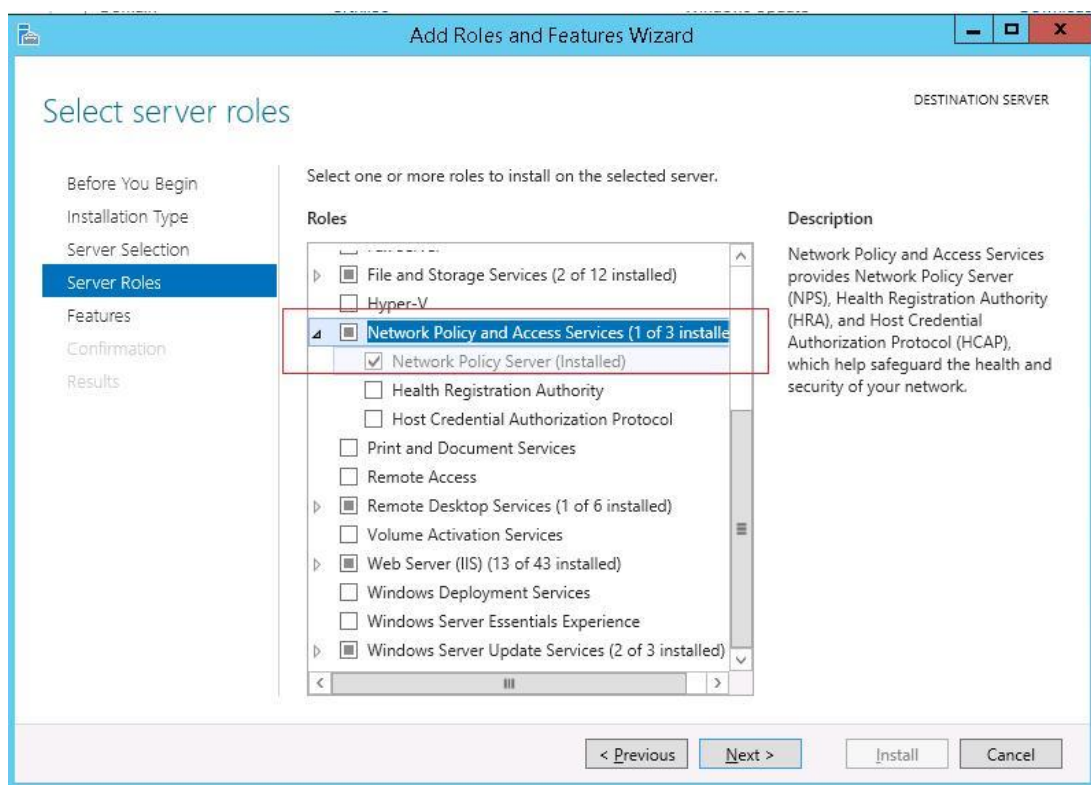 Add Roles and Features Wizard
Select server roles
DESTINATION SERVER
Before You Begin
Installation Type
Server Selection
Server Roles
Features
Confirmation
Results
Select one or more roles to install on the selected server.
Roles
File and Storage Services (2 of 12 installed)
Hyper-V
Network Policy and Access Services (1 of 3 installe
Network Policy Server (Installed)
Health Registration Authority
Host Credential Authorization Protocol
Print and Document Services
Remote Access
Remote Desktop Services (1 of 6 installed)
Volume Activation Services
Web Server (IIS) (13 of 43 installed)
Windows Deployment Services
Windows Server Essentials Experience
Windows Server Update Services (2 of 3 installed)
Description
Network Policy and Access Services
provides Network Policy Server
(NPS), Health Registration Authority
(HRA), and Host Credential
Authorization Protocol (HCAP),
which help safeguard the health and
security of your network.
< Previous
Next >
Install
Cancel